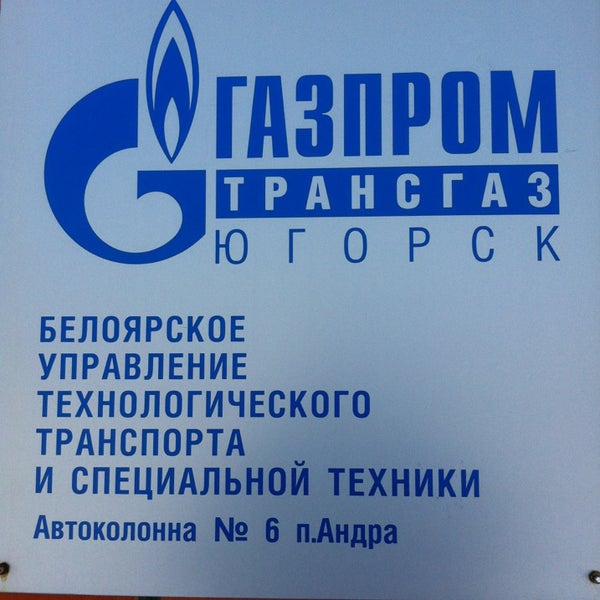 ГАЗПРОМ
ТРАНСГАЗ
ЮГОРСК
БЕЛОЯРСКОЕ
УПРАВЛЕНИЕ
ТЕХНОЛОГИЧЕСКОГО
ТРАНСПОРТА
И СПЕЦИАЛЬНОЙ ТЕХНИКИ
Автоколонна № 6 п.Андра